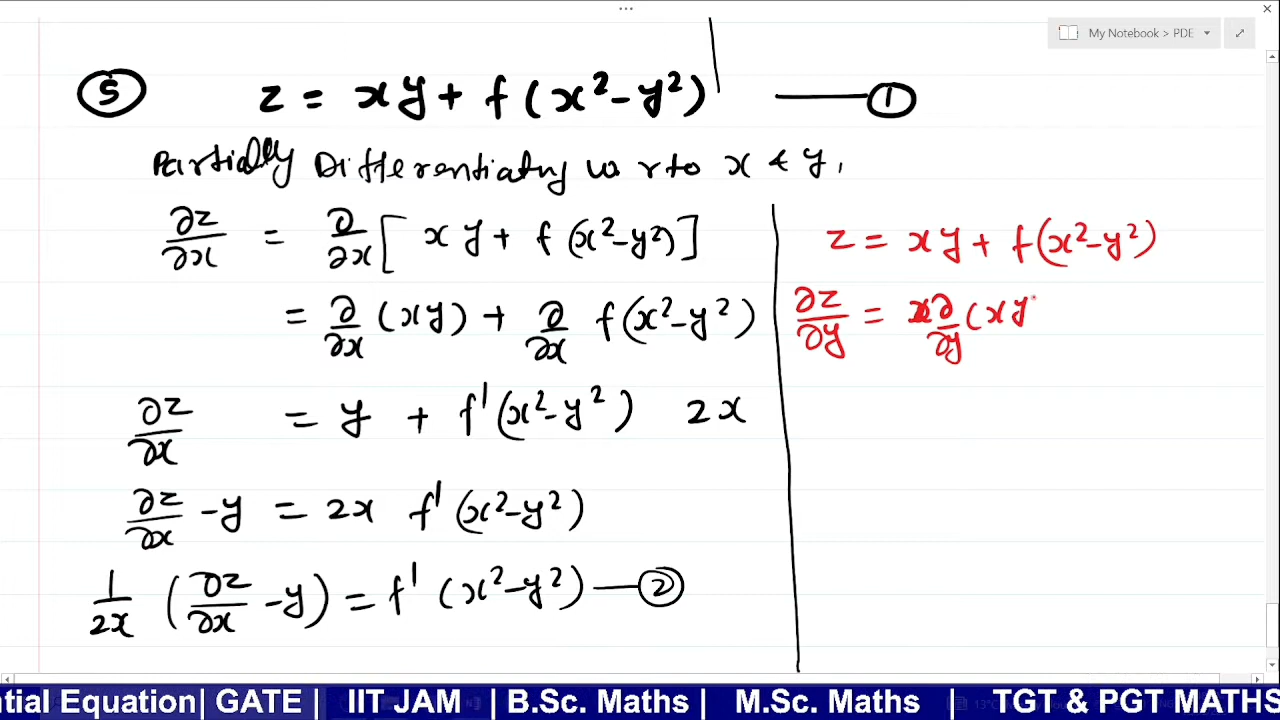 My Notebook > PDE
⑤ z = xy + f(x²-y²) —— ①
Partially Differentiating w r to x & y,
∂z/∂x = ∂/∂x [ xy + f(x²-y²) ]
= ∂/∂x (xy) + ∂/∂x f(x²-y²)
∂z/∂x = y + f'(x²-y²) 2x
∂z/∂x - y = 2x f'(x²-y²)
1/2x (∂z/∂x - y) = f'(x²-y²) — ②
z = xy + f(x²-y²)
∂z/∂y = ∂/∂y (xy
ntial Equation| GATE | IIT JAM | B.Sc. Maths | M.Sc. Maths | TGT & PGT MATHS